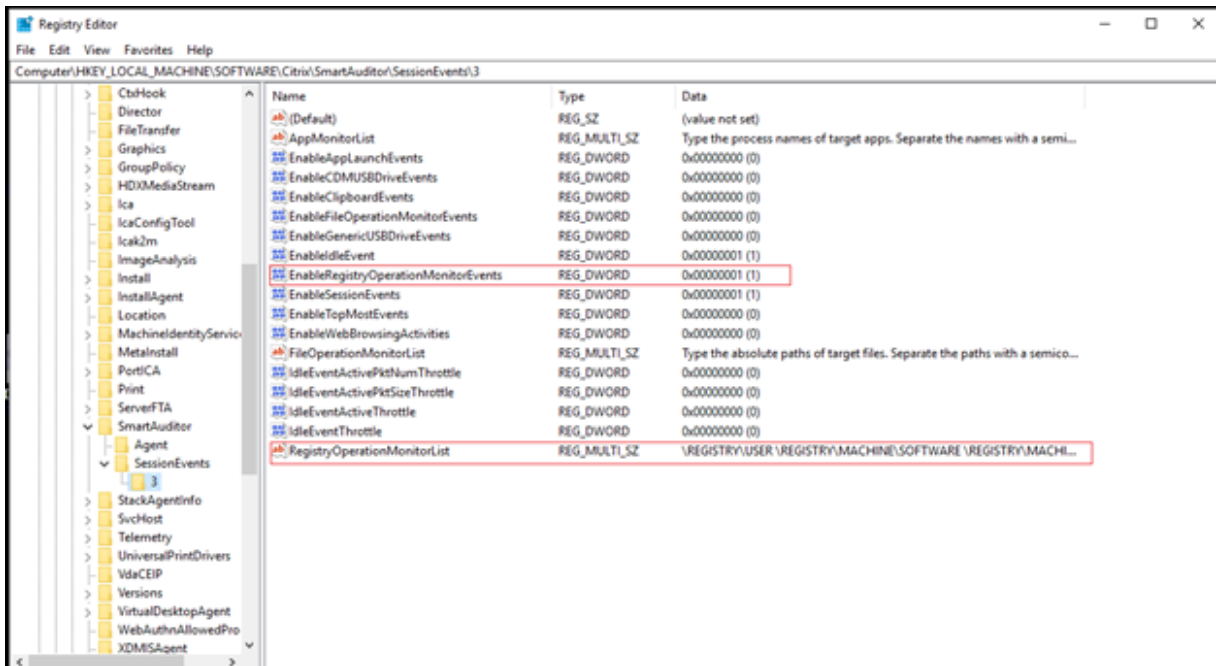 Registry Editor
File Edit View Favorites Help
Computer\HKEY_LOCAL_MACHINE\SOFTWARE\Citrix\SmartAuditor\SessionEvents\3
CtxHook
Director
FileTransfer
Graphics
GroupPolicy
HDXMediaStream
Ica
IcaConfigTool
Icak2m
ImageAnalysis
Install
InstallAgent
Location
MachineIdentityServic
MetaInstall
PortICA
Print
ServerFTA
SmartAuditor
Agent
SessionEvents
3
StackAgentInfo
SvcHost
Telemetry
UniversalPrintDrivers
VdaCEIP
Versions
VirtualDesktopAgent
WebAuthnAllowedPro
XDMISAgent
Name Type Data
(Default) REG_SZ (value not set)
AppMonitorList REG_MULTI_SZ Type the process names of target apps. Separate the names with a semi...
EnableAppLaunchEvents REG_DWORD 0x00000000 (0)
EnableCDMUSBDriveEvents REG_DWORD 0x00000000 (0)
EnableClipboardEvents REG_DWORD 0x00000000 (0)
EnableFileOperationMonitorEvents REG_DWORD 0x00000000 (0)
EnableGenericUSBDriveEvents REG_DWORD 0x00000000 (0)
EnableIdleEvent REG_DWORD 0x00000001 (1)
EnableRegistryOperationMonitorEvents REG_DWORD 0x00000001 (1)
EnableSessionEvents REG_DWORD 0x00000001 (1)
EnableTopMostEvents REG_DWORD 0x00000000 (0)
EnableWebBrowsingActivities REG_DWORD 0x00000000 (0)
FileOperationMonitorList REG_MULTI_SZ Type the absolute paths of target files. Separate the paths with a semico...
IdleEventActivePktNumThrottle REG_DWORD 0x00000000 (0)
IdleEventActivePktSizeThrottle REG_DWORD 0x00000000 (0)
IdleEventActiveThrottle REG_DWORD 0x00000000 (0)
IdleEventThrottle REG_DWORD 0x00000000 (0)
RegistryOperationMonitorList REG_MULTI_SZ \REGISTRY\USER \REGISTRY\MACHINE\SOFTWARE \REGISTRY\MACHI...